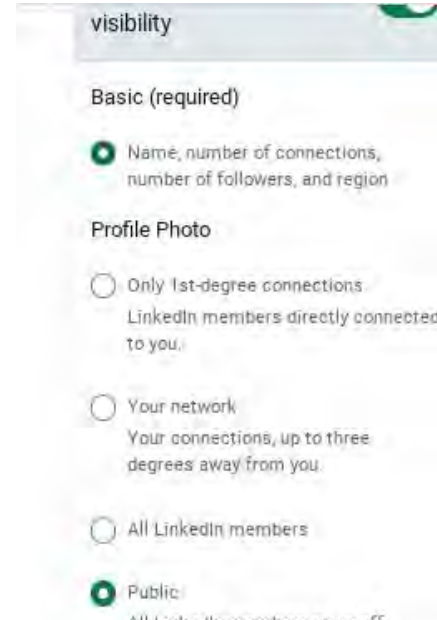 visibility
Basic (required)
Name, number of connections,
number of followers, and region
Profile Photo
Only 1st-degree connections
LinkedIn members directly connected
to you.
Your network
Your connections, up to three
degrees away from you
All LinkedIn members
Public
All LinkedIn